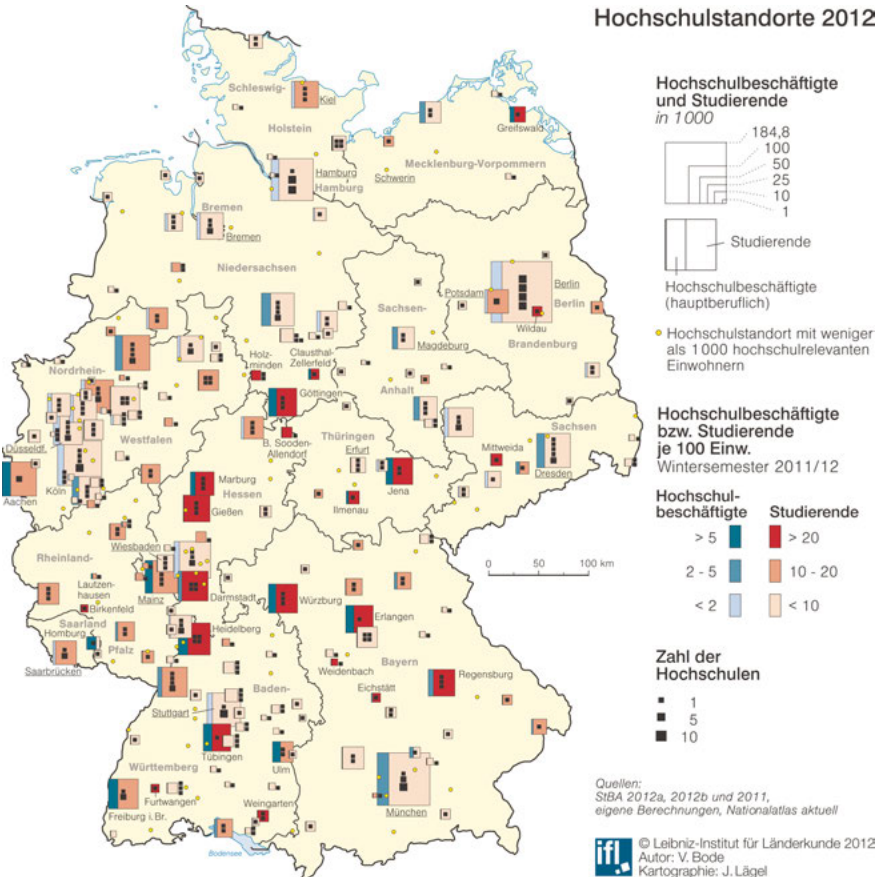 Hochschulstandorte 2012
Hochschulbeschäftigte
und Studierende
in 1000
184,8
100
50
25
10
1
Studierende
Hochschulbeschäftigte
(hauptberuflich)
Hochschulstandort mit weniger
als 1000 hochschulrelevanten
Einwohnern
Hochschulbeschäftigte
bzw. Studierende
je 100 Einw.
Wintersemester 2011/12
Hochschul-
beschäftigte
Studierende
> 5
> 20
2 - 5
10 - 20
< 2
< 10
Zahl der
Hochschulen
1
5
10
0 50 100 km
Schleswig-
Kiel
Holstein
Greifswald
Mecklenburg-Vorpommern
Schwerin
Hamburg
Hamburg
Bremen
Bremen
Niedersachsen
Potsdam
Berlin
Berlin
Wildau
Brandenburg
Sachsen-
Magdeburg
Anhalt
Holz-
minden
Clausthal-
Zellerfeld
Göttingen
Nordrhein-
Westfalen
Düsseldf.
Köln
Aachen
B. Sooden-
Allendorf
Thüringen
Erfurt
Jena
Ilmenau
Sachsen
Mittweida
Dresden
Marburg
Hessen
Gießen
Wiesbaden
Rheinland-
Mainz
Darmstadt
Lautzen-
hausen
Birkenfeld
Saarland
Homburg
Pfalz
Saarbrücken
Heidelberg
Würzburg
Erlangen
Weidenbach
Bayern
Regensburg
Eichstätt
Baden-
Stuttgart
Tübingen
Württemberg
Ulm
Freiburg i. Br.
Furtwangen
Weingarten
München
Bodensee
Quellen:
StBA 2012a, 2012b und 2011,
eigene Berechnungen, Nationalatlas aktuell
ifl
© Leibniz-Institut für Länderkunde 2012
Autor: V. Bode
Kartographie: J. Lägel